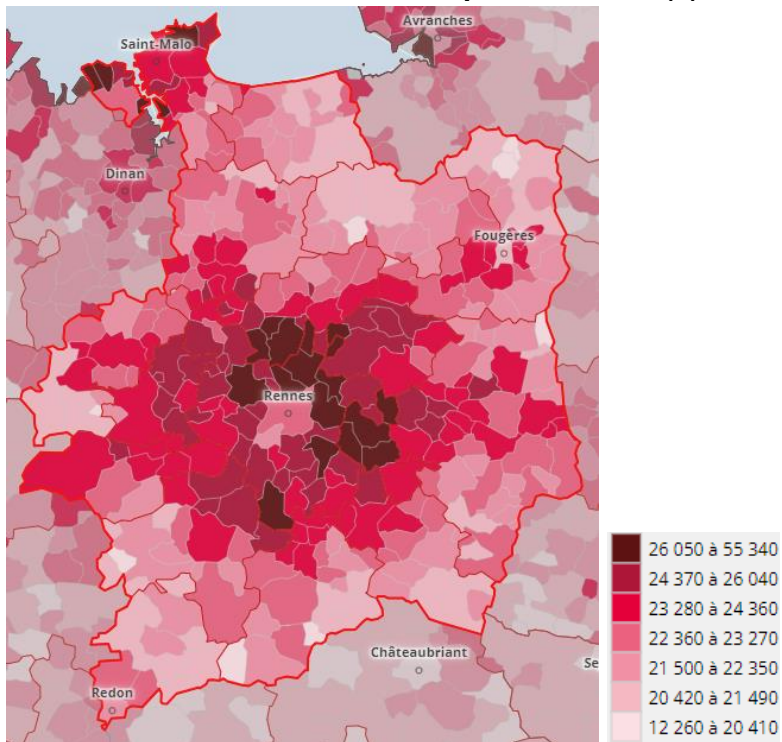 Avranches
Saint-Malo
Dinan
Fougères
Rennes
Châteaubriant
Se
Redon
26 050 à 55 340
24 370 à 26 040
23 280 à 24 360
22 360 à 23 270
21 500 à 22 350
20 420 à 21 490
12 260 à 20 410